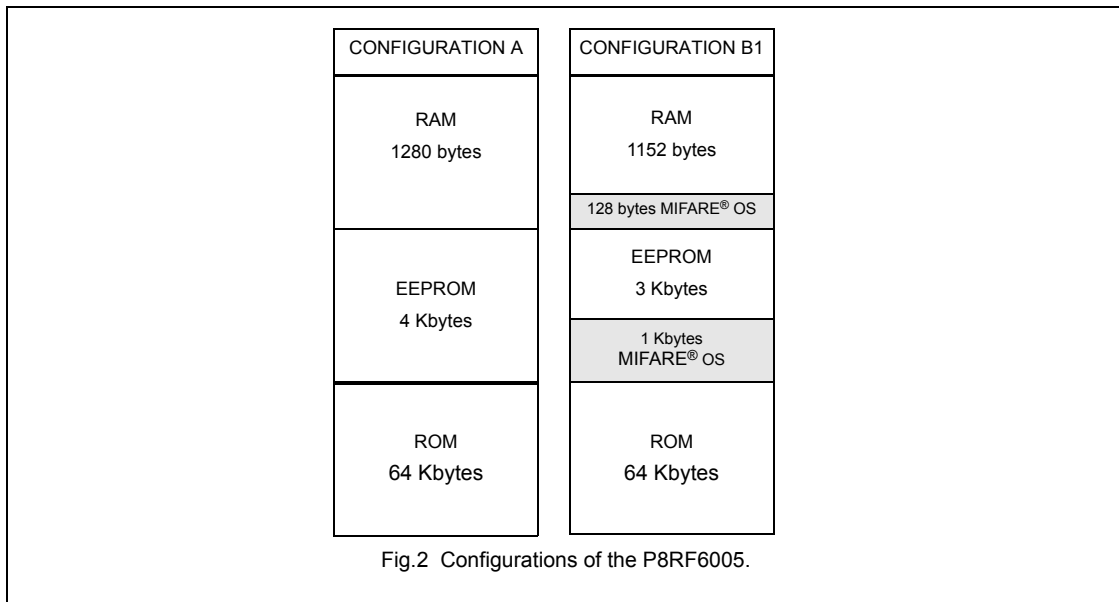 CONFIGURATION A
RAM
1280 bytes
EEPROM
4 Kbytes
ROM
64 Kbytes
CONFIGURATION B1
RAM
1152 bytes
128 bytes MIFARE® OS
EEPROM
3 Kbytes
1 Kbytes
MIFARE® OS
ROM
64 Kbytes
Fig.2 Configurations of the P8RF6005.